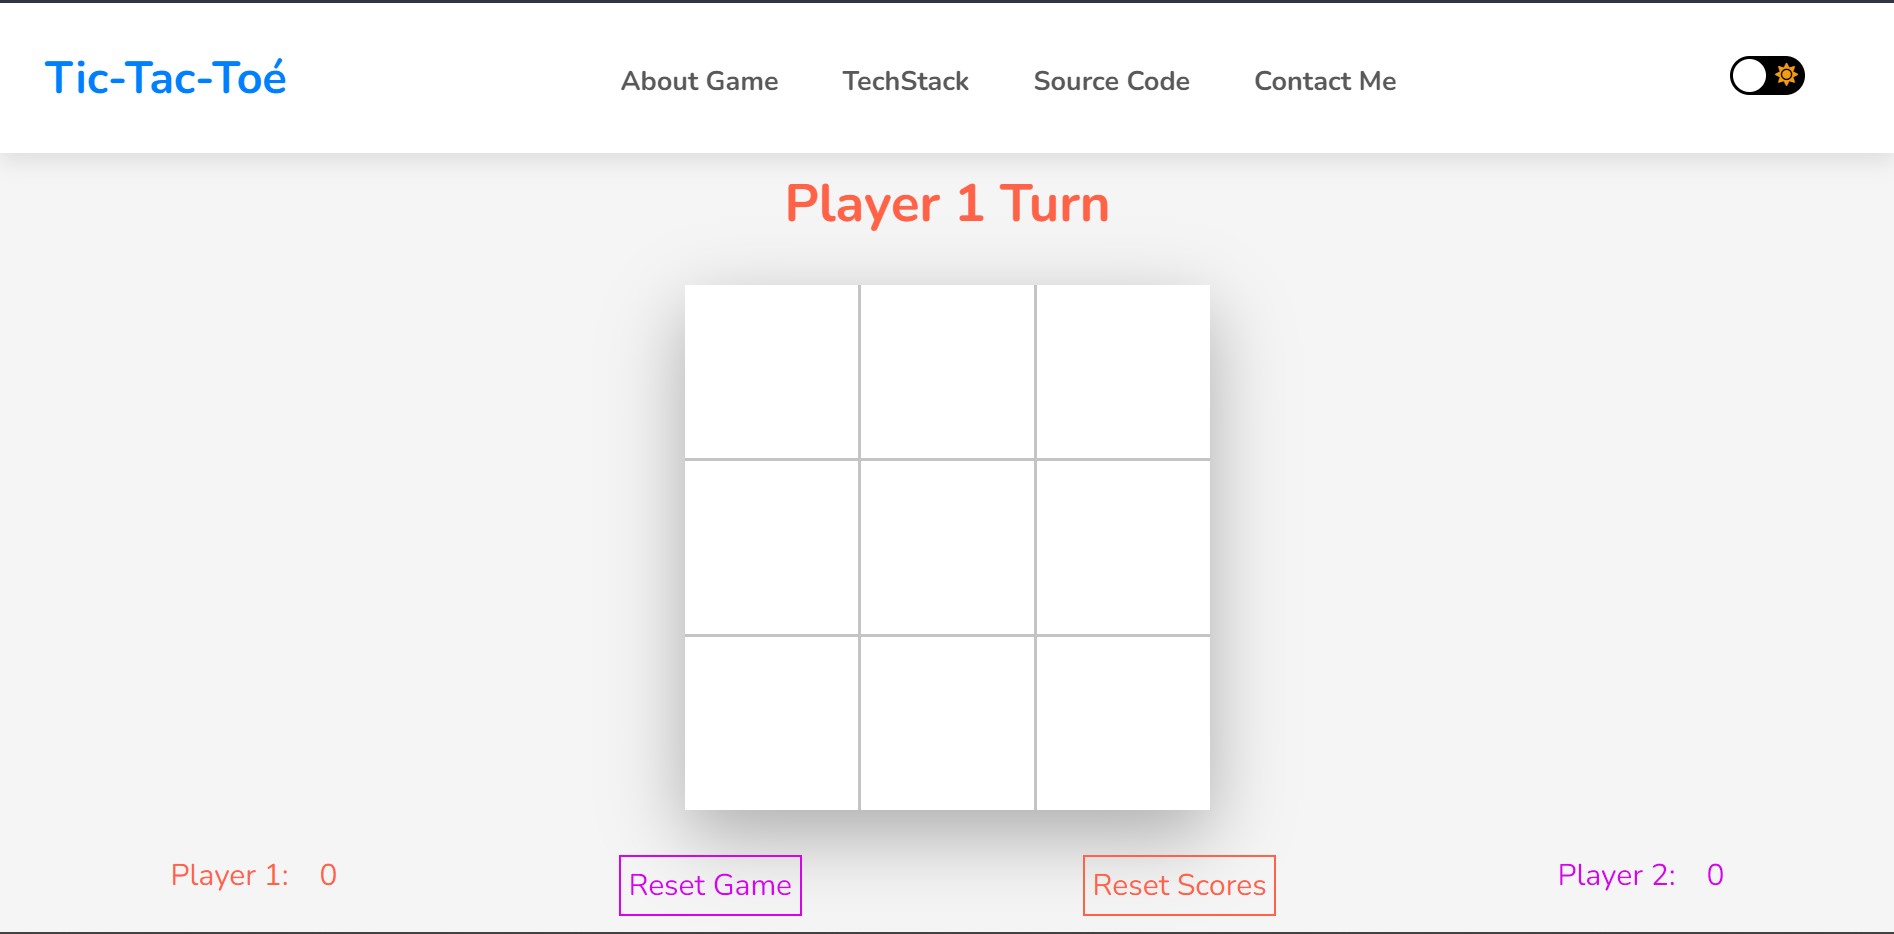 Tic-Tac-Toé
About Game TechStack Source Code Contact Me
Player 1 Turn
Player 1: 0
Reset Game
Reset Scores
Player 2: 0